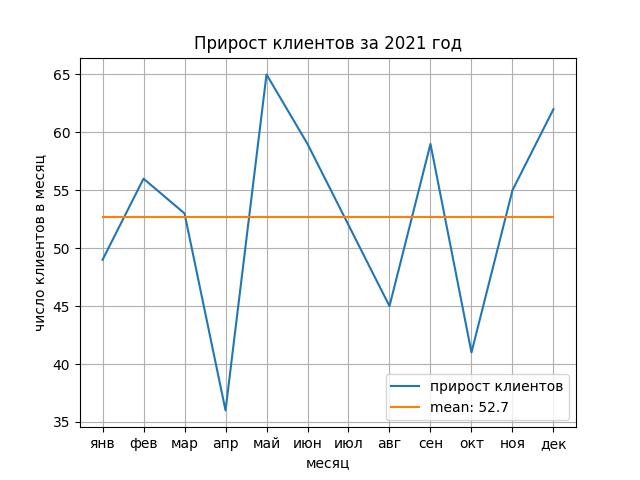 Прирост клиентов за 2021 год
число клиентов в месяц
65
60
55
50
45
40
35
прирост клиентов
mean: 52.7
янв фев мар апр май июн июл авг сен окт ноя дек
месяц